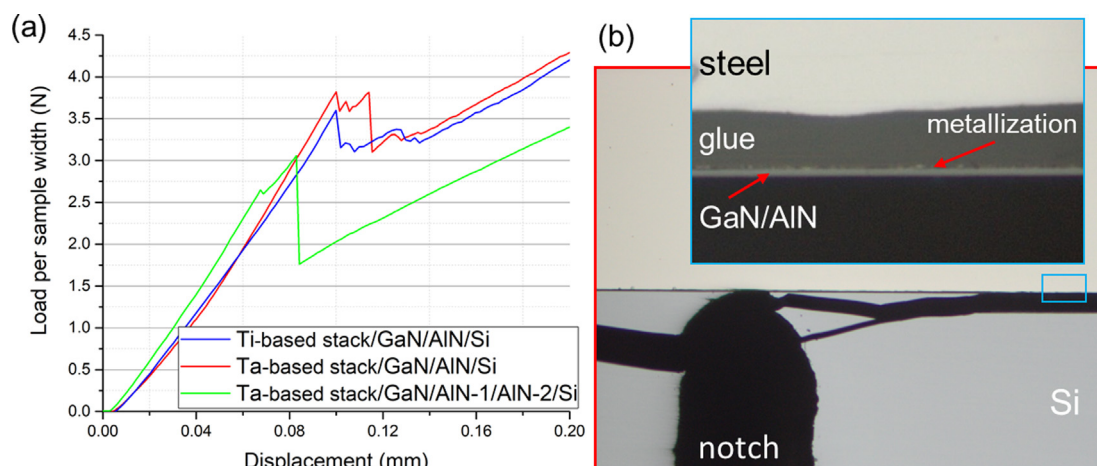 (a)
4.5
4.0
3.5
3.0
2.5
2.0
1.5
1.0
0.5
0.0
Load per sample width (N)
Ti-based stack/GaN/AlN/Si
Ta-based stack/GaN/AlN/Si
Ta-based stack/GaN/AlN-1/AlN-2/Si
0.00 0.04 0.08 0.12 0.16 0.20
Displacement (mm)
(b)
steel
glue
metallization
GaN/AlN
Si
notch